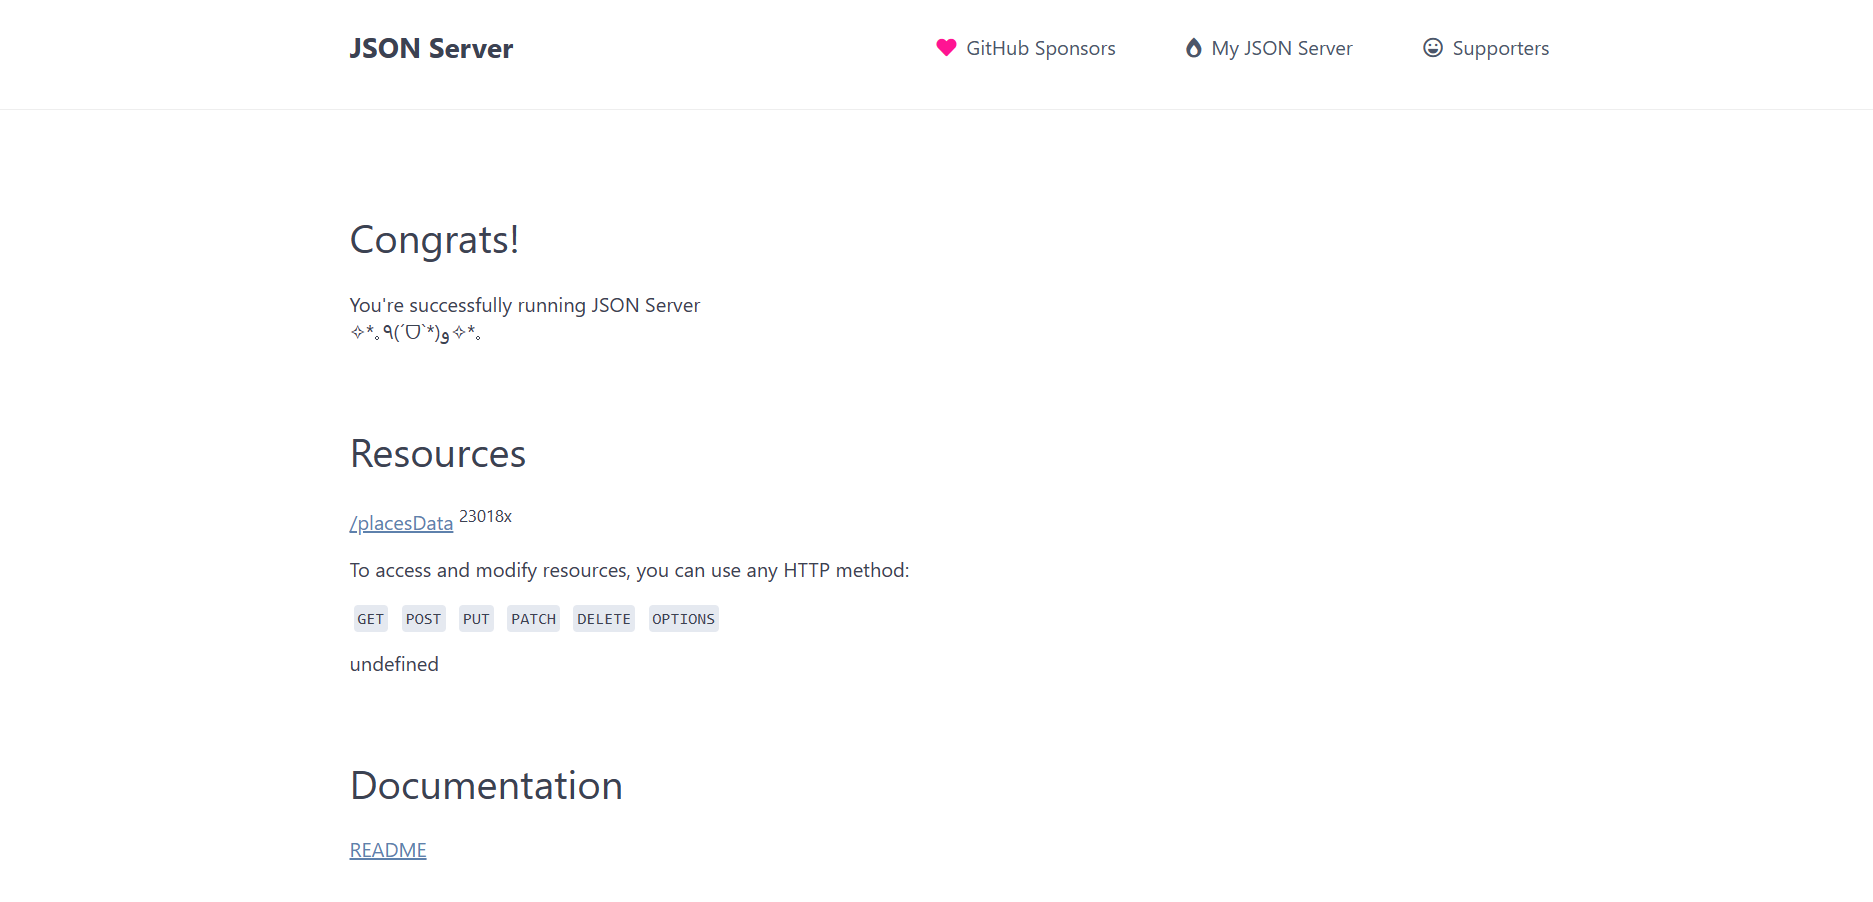 JSON Server
GitHub Sponsors
My JSON Server
Supporters
Congrats!
You're successfully running JSON Server
✧*｡٩(ˊᗜˋ*)و✧*｡
Resources
/placesData 23018x
To access and modify resources, you can use any HTTP method:
GET POST PUT PATCH DELETE OPTIONS
undefined
Documentation
README